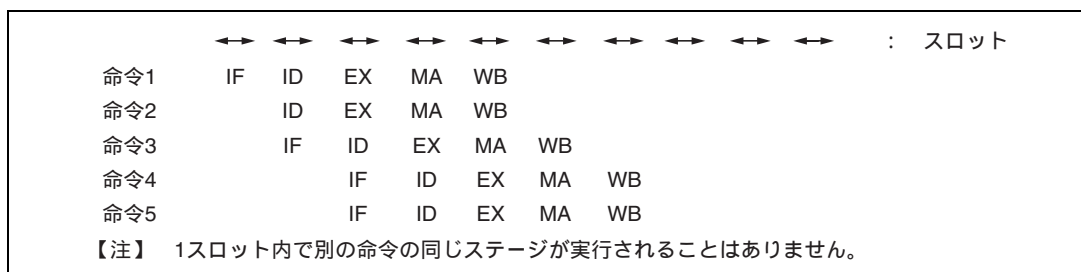 : スロット
命令1 IF ID EX MA WB
命令2 ID EX MA WB
命令3 IF ID EX MA WB
命令4 IF ID EX MA WB
命令5 IF ID EX MA WB
【注】 1スロット内で別の命令の同じステージが実行されることはありません。